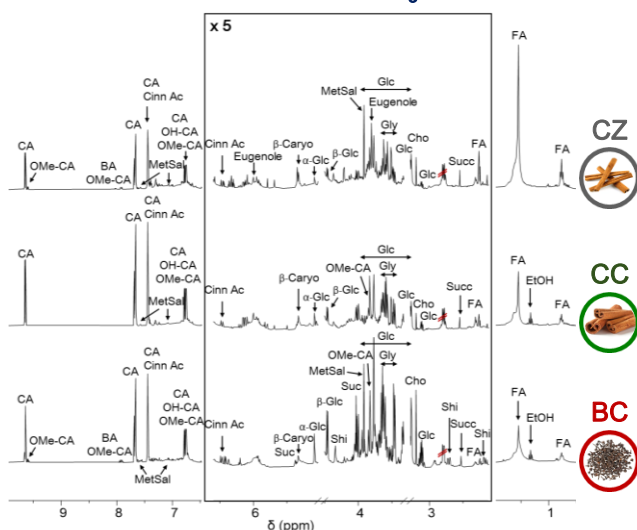 x 5
CA
OMe-CA
BA
OMe-CA
CA
MetSal
CA
Cinn Ac
CA
OH-CA
OMe-CA
Cinn Ac
Eugenole
β-Caryo
α-Glc
β-Glc
MetSal
Glc
Eugenole
Gly
Cho
Glc
Succ
FA
FA
FA
CZ
CA
CA
MetSal
CA
Cinn Ac
CA
OH-CA
OMe-CA
Cinn Ac
β-Caryo
α-Glc
β-Glc
OMe-CA
Glc
Gly
Glc
Cho
Glc
Succ
FA
FA
EtOH
FA
CC
CA
OMe-CA
BA
OMe-CA
CA
MetSal
CA
Cinn Ac
CA
OH-CA
OMe-CA
Cinn Ac
β-Caryo
Suc
α-Glc
β-Glc
Shi
Suc
MetSal
OMe-CA
Glc
Gly
Cho
Glc
Shi
Succ
FA
Shi
FA
EtOH
FA
BC
9
8
7
6
4
3
1
δ (ppm)